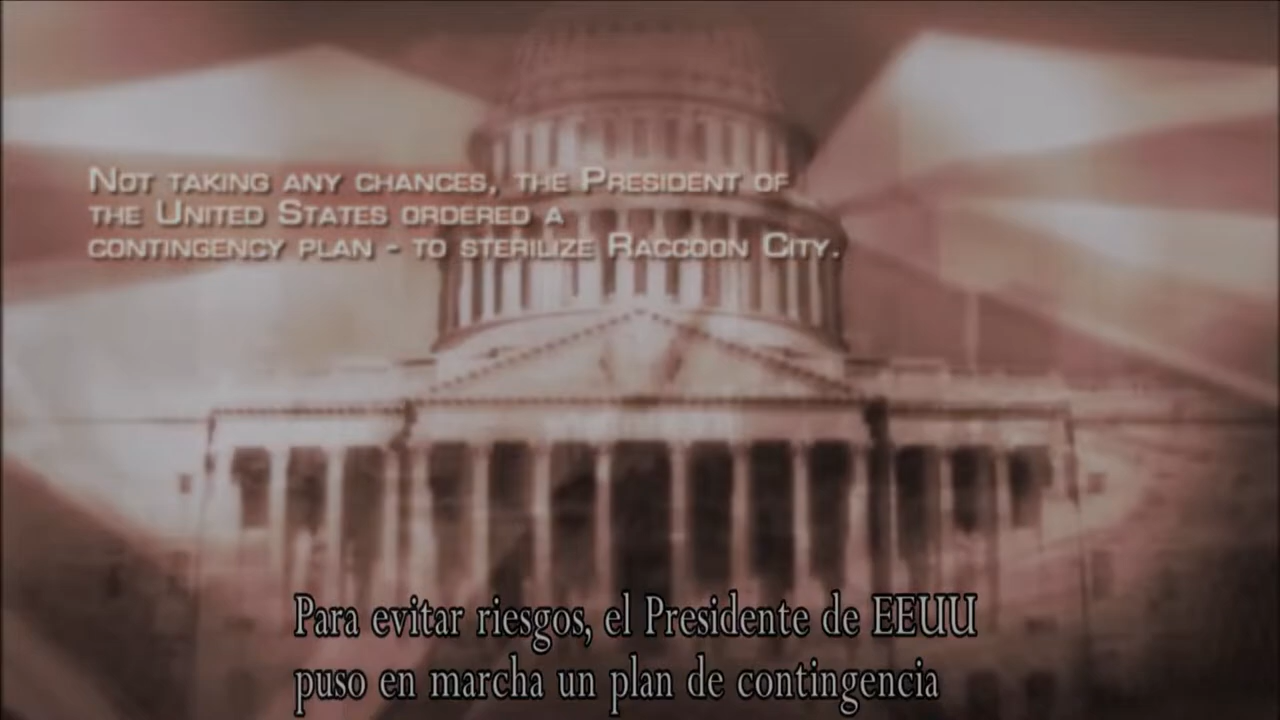 Not taking any chances, the President of
the United States ordered a
contingency plan - to sterilize Raccoon City.
Para evitar riesgos, el Presidente de EEUU
puso en marcha un plan de contingencia